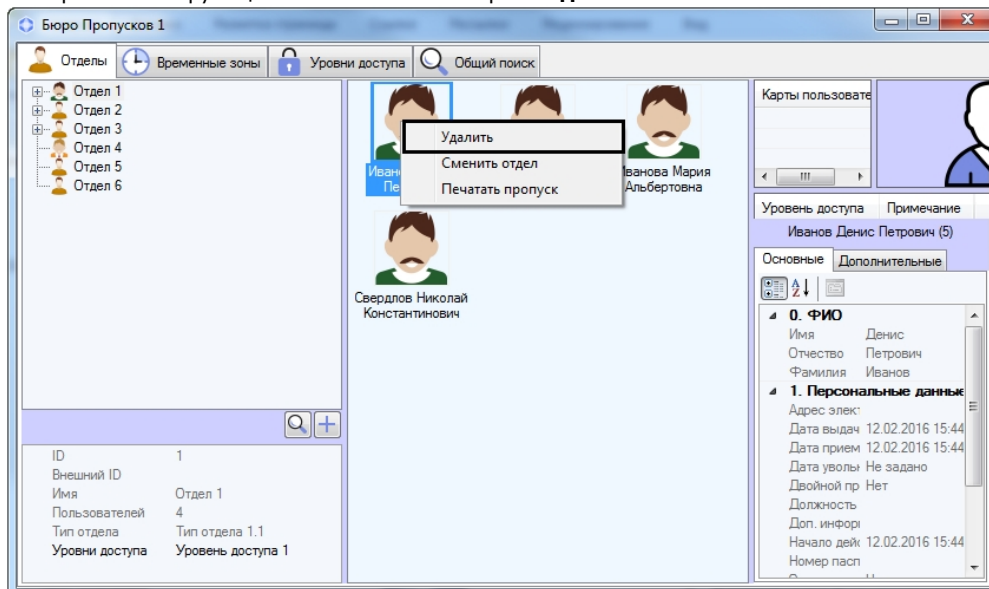 Бюро Пропусков 1
Отделы
Временные зоны
Уровни доступа
Общий поиск
Отдел 1
Отдел 2
Отдел 3
Отдел 4
Отдел 5
Отдел 6
Удалить
Сменить отдел
Печатать пропуск
Иванова Мария
Альбертовна
Свердлов Николай
Константинович
Карты пользовате
Уровень доступа Примечание
Иванов Денис Петрович (5)
Основные Дополнительные
0. ФИО
Имя Денис
Отчество Петрович
Фамилия Иванов
1. Персональные данные
Адрес элек
Дата выдач 12.02.2016 15:44
Дата прием 12.02.2016 15:44
Дата уволь Не задано
Двойной пр Нет
Должность
Доп. инфор
Начало дей 12.02.2016 15:44
Номер пасп
ID 1
Внешний ID
Имя Отдел 1
Пользователей 4
Тип отдела Тип отдела 1.1
Уровни доступа Уровень доступа 1